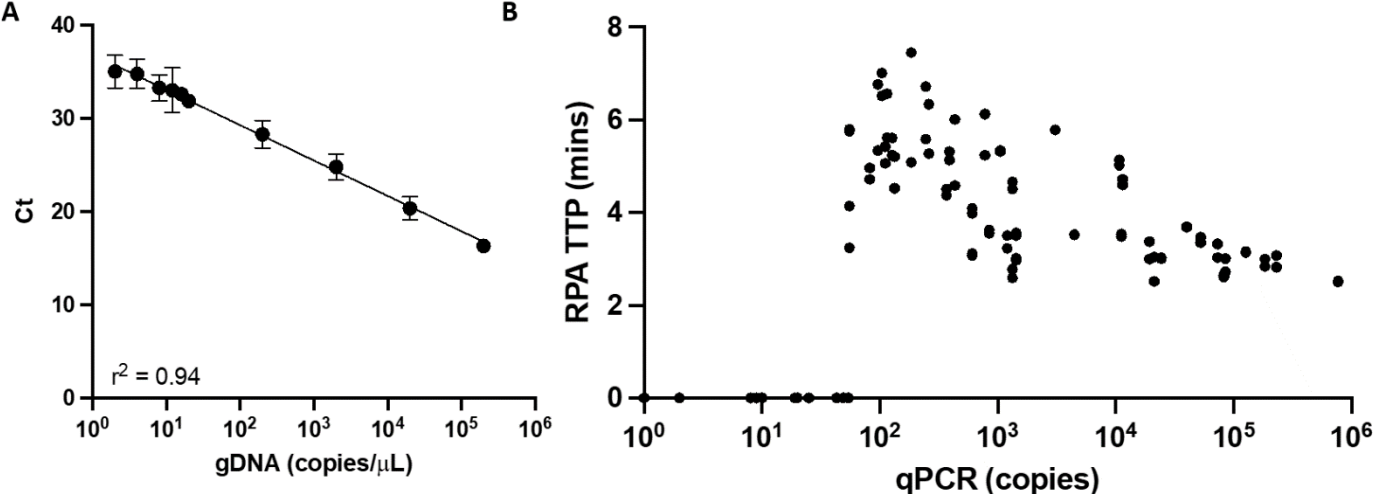 A
40
30
20
10
0
Ct
r² = 0.94
10⁰ 10¹ 10² 10³ 10⁴ 10⁵ 10⁶
gDNA (copies/μL)
B
8
6
4
2
0
RPA TTP (mins)
10⁰ 10¹ 10² 10³ 10⁴ 10⁵ 10⁶
qPCR (copies)